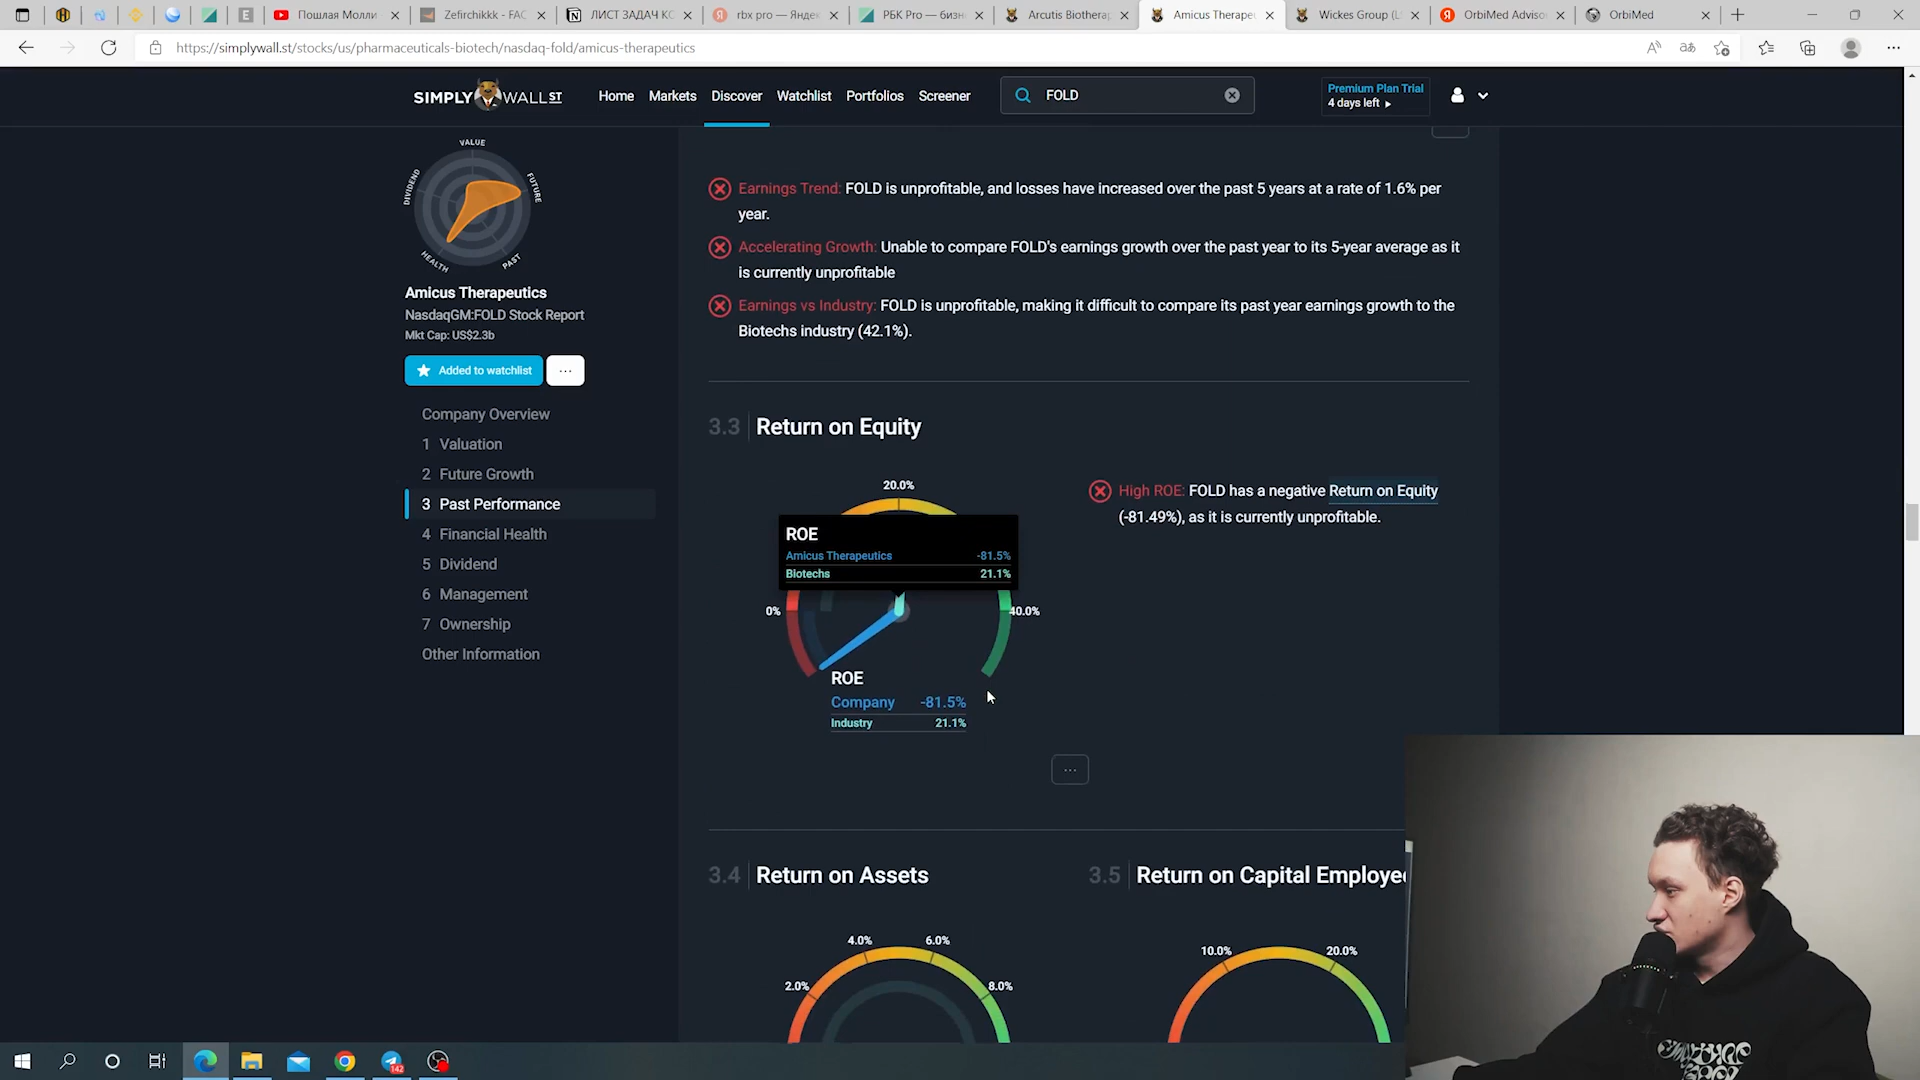 Пошлая Молли
Zefirchikkk - FAC
ЛИСТ ЗАДАЧ КС
rbx pro — Яндек
РБК Pro — бизн
Arcutis Biothera
Amicus Therape
Wickes Group (L
OrbiMed Adviso
OrbiMed
https://simplywall.st/stocks/us/pharmaceuticals-biotech/nasdaq-fold/amicus-therapeutics
SIMPLY WALL ST
Home
Markets
Discover
Watchlist
Portfolios
Screener
FOLD
Premium Plan Trial
4 days left ▸
VALUE
FUTURE
PAST
HEALTH
DIVIDEND
Amicus Therapeutics
NasdaqGM:FOLD Stock Report
Mkt Cap: US$2.3b
Added to watchlist
...
Company Overview
1 Valuation
2 Future Growth
3 Past Performance
4 Financial Health
5 Dividend
6 Management
7 Ownership
Other Information
Earnings Trend: FOLD is unprofitable, and losses have increased over the past 5 years at a rate of 1.6% per
year.
Accelerating Growth: Unable to compare FOLD's earnings growth over the past year to its 5-year average as it
is currently unprofitable
Earnings vs Industry: FOLD is unprofitable, making it difficult to compare its past year earnings growth to the
Biotechs industry (42.1%).
3.3 Return on Equity
20.0%
ROE
Amicus Therapeutics -81.5%
Biotechs 21.1%
0%
40.0%
ROE
Company -81.5%
Industry 21.1%
High ROE: FOLD has a negative Return on Equity
(-81.49%), as it is currently unprofitable.
...
3.4 Return on Assets
2.0%
4.0%
6.0%
8.0%
3.5 Return on Capital Employe
10.0%
20.0%
142